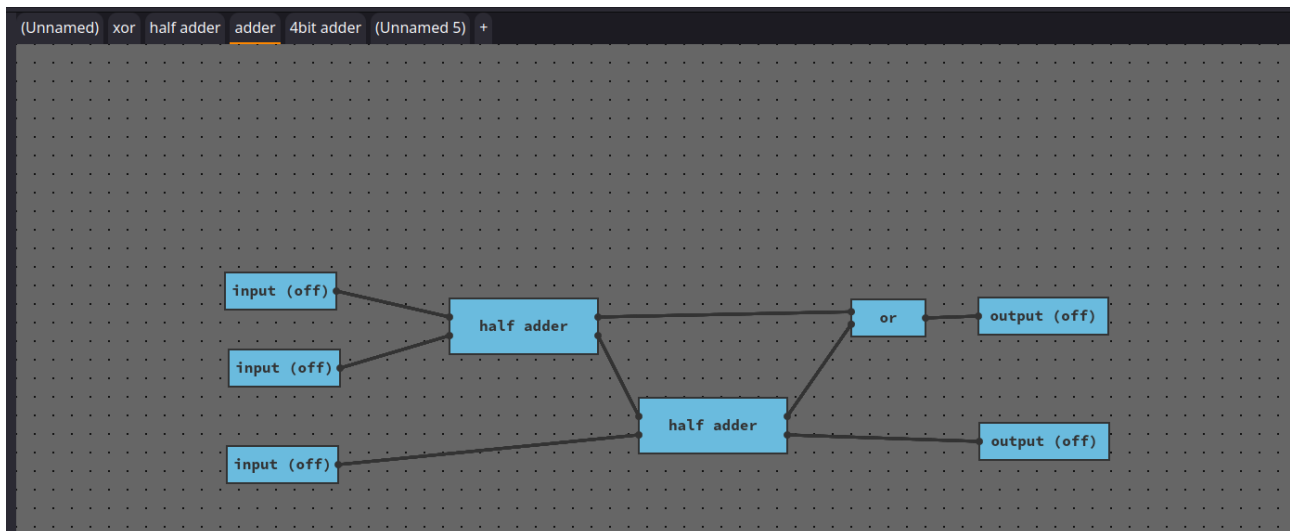 (Unnamed) xor half adder adder 4bit adder (Unnamed 5) +
input (off)
half adder
or
output (off)
input (off)
half adder
output (off)
input (off)